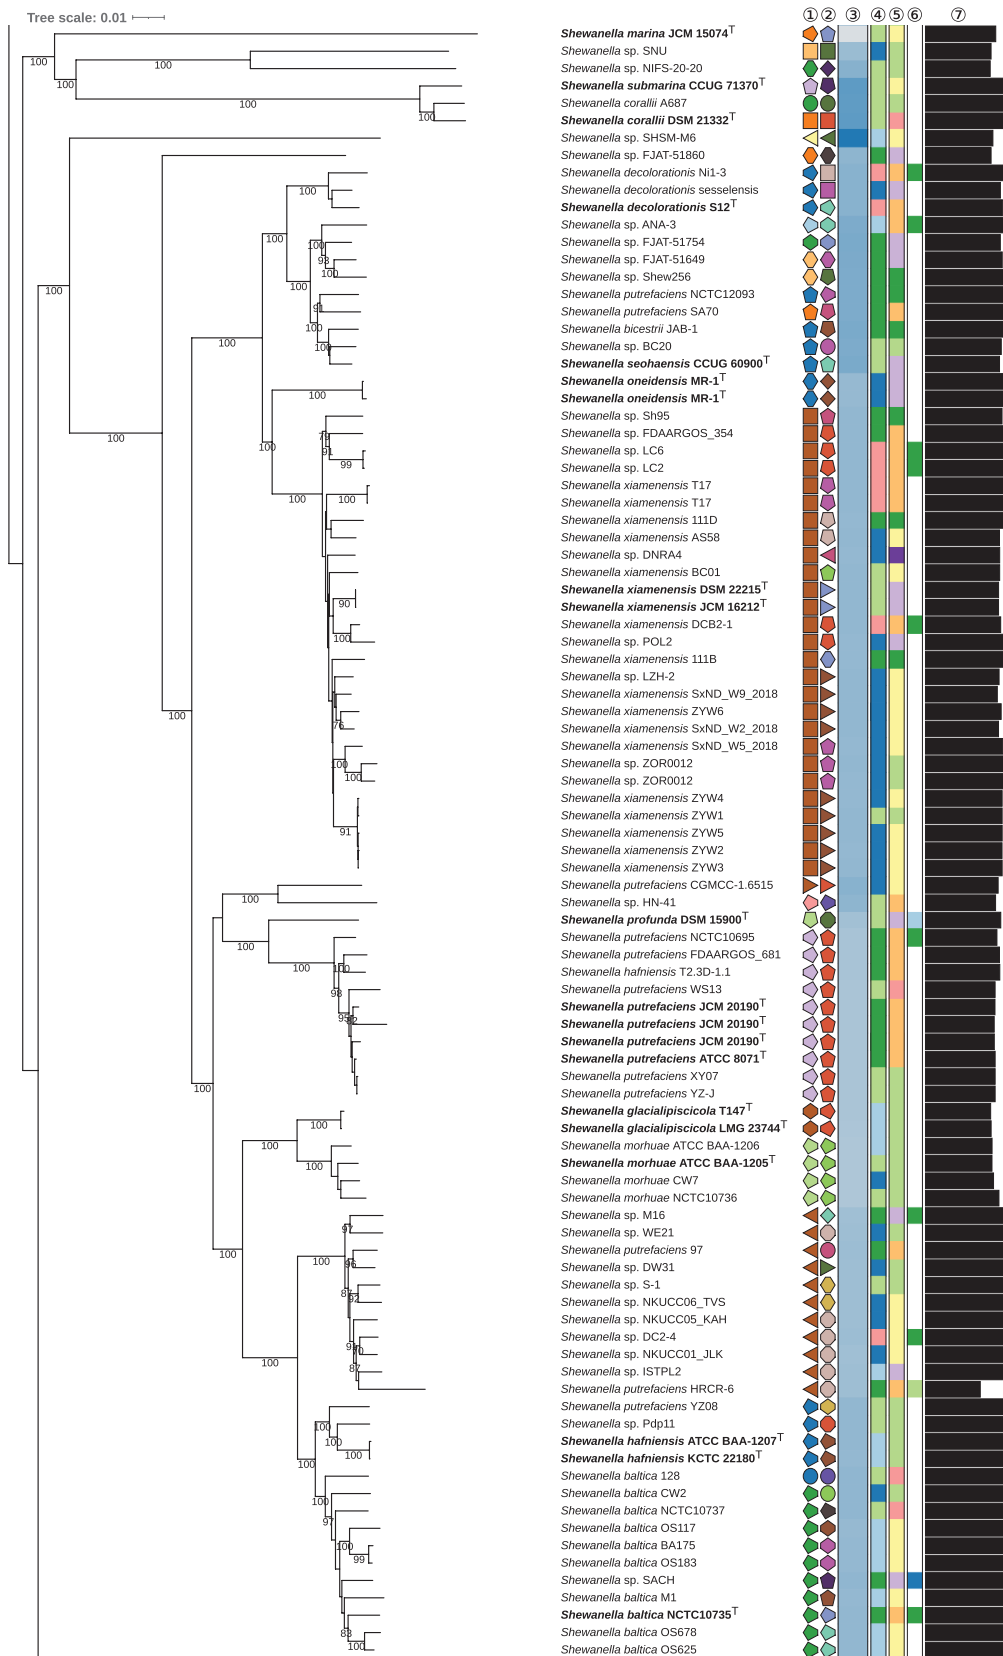 Tree scale: 0.01
① ② ③ ④ ⑤ ⑥ ⑦
Shewanella marina JCM 15074T
Shewanella sp. SNU
Shewanella sp. NIFS-20-20
Shewanella submarina CCUG 71370T
Shewanella corallii A687
Shewanella corallii DSM 21332T
Shewanella sp. SHSM-M6
Shewanella sp. FJAT-51860
Shewanella decolorationis Ni1-3
Shewanella decolorationis sesselensis
Shewanella decolorationis S12T
Shewanella sp. ANA-3
Shewanella sp. FJAT-51754
Shewanella sp. FJAT-51649
Shewanella sp. Shew256
Shewanella putrefaciens NCTC12093
Shewanella putrefaciens SA70
Shewanella bicestrii JAB-1
Shewanella sp. BC20
Shewanella seohaensis CCUG 60900T
Shewanella oneidensis MR-1T
Shewanella oneidensis MR-1T
Shewanella sp. Sh95
Shewanella sp. FDAARGOS_354
Shewanella sp. LC6
Shewanella sp. LC2
Shewanella xiamenensis T17
Shewanella xiamenensis T17
Shewanella xiamenensis 111D
Shewanella xiamenensis AS58
Shewanella sp. DNRA4
Shewanella xiamenensis BC01
Shewanella xiamenensis DSM 22215T
Shewanella xiamenensis JCM 16212T
Shewanella xiamenensis DCB2-1
Shewanella sp. POL2
Shewanella xiamenensis 111B
Shewanella sp. LZH-2
Shewanella xiamenensis SxND_W9_2018
Shewanella xiamenensis ZYW6
Shewanella xiamenensis SxND_W2_2018
Shewanella xiamenensis SxND_W5_2018
Shewanella sp. ZOR0012
Shewanella sp. ZOR0012
Shewanella xiamenensis ZYW4
Shewanella xiamenensis ZYW1
Shewanella xiamenensis ZYW5
Shewanella xiamenensis ZYW2
Shewanella xiamenensis ZYW3
Shewanella putrefaciens CGMCC-1.6515
Shewanella sp. HN-41
Shewanella profunda DSM 15900T
Shewanella putrefaciens NCTC10695
Shewanella putrefaciens FDAARGOS_681
Shewanella hafniensis T2.3D-1.1
Shewanella putrefaciens WS13
Shewanella putrefaciens JCM 20190T
Shewanella putrefaciens JCM 20190T
Shewanella putrefaciens JCM 20190T
Shewanella putrefaciens ATCC 8071T
Shewanella putrefaciens XY07
Shewanella putrefaciens YZ-J
Shewanella glacialipiscicola T147T
Shewanella glacialipiscicola LMG 23744T
Shewanella morhuae ATCC BAA-1206
Shewanella morhuae ATCC BAA-1205T
Shewanella morhuae CW7
Shewanella morhuae NCTC10736
Shewanella sp. M16
Shewanella sp. WE21
Shewanella putrefaciens 97
Shewanella sp. DW31
Shewanella sp. S-1
Shewanella sp. NKUCC06_TVS
Shewanella sp. NKUCC05_KAH
Shewanella sp. DC2-4
Shewanella sp. NKUCC01_JLK
Shewanella sp. ISTPL2
Shewanella putrefaciens HRCR-6
Shewanella putrefaciens YZ08
Shewanella sp. Pdp11
Shewanella hafniensis ATCC BAA-1207T
Shewanella hafniensis KCTC 22180T
Shewanella baltica 128
Shewanella baltica CW2
Shewanella baltica NCTC10737
Shewanella baltica OS117
Shewanella baltica BA175
Shewanella baltica OS183
Shewanella sp. SACH
Shewanella baltica M1
Shewanella baltica NCTC10735T
Shewanella baltica OS678
Shewanella baltica OS625